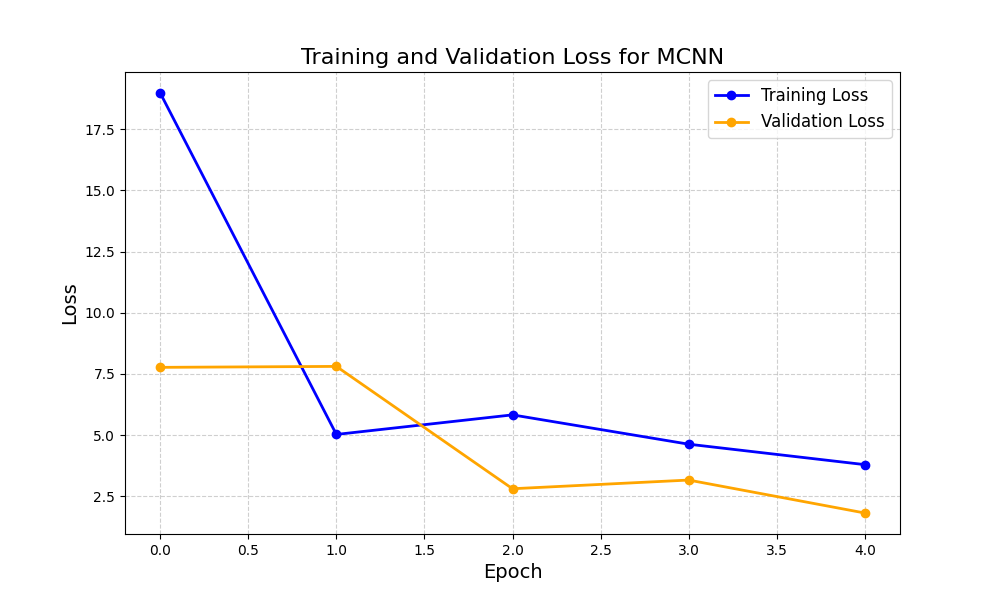 Training and Validation Loss for MCNN
Training Loss
Validation Loss
17.5
15.0
12.5
10.0
7.5
5.0
2.5
Loss
0.0 0.5 1.0 1.5 2.0 2.5 3.0 3.5 4.0
Epoch